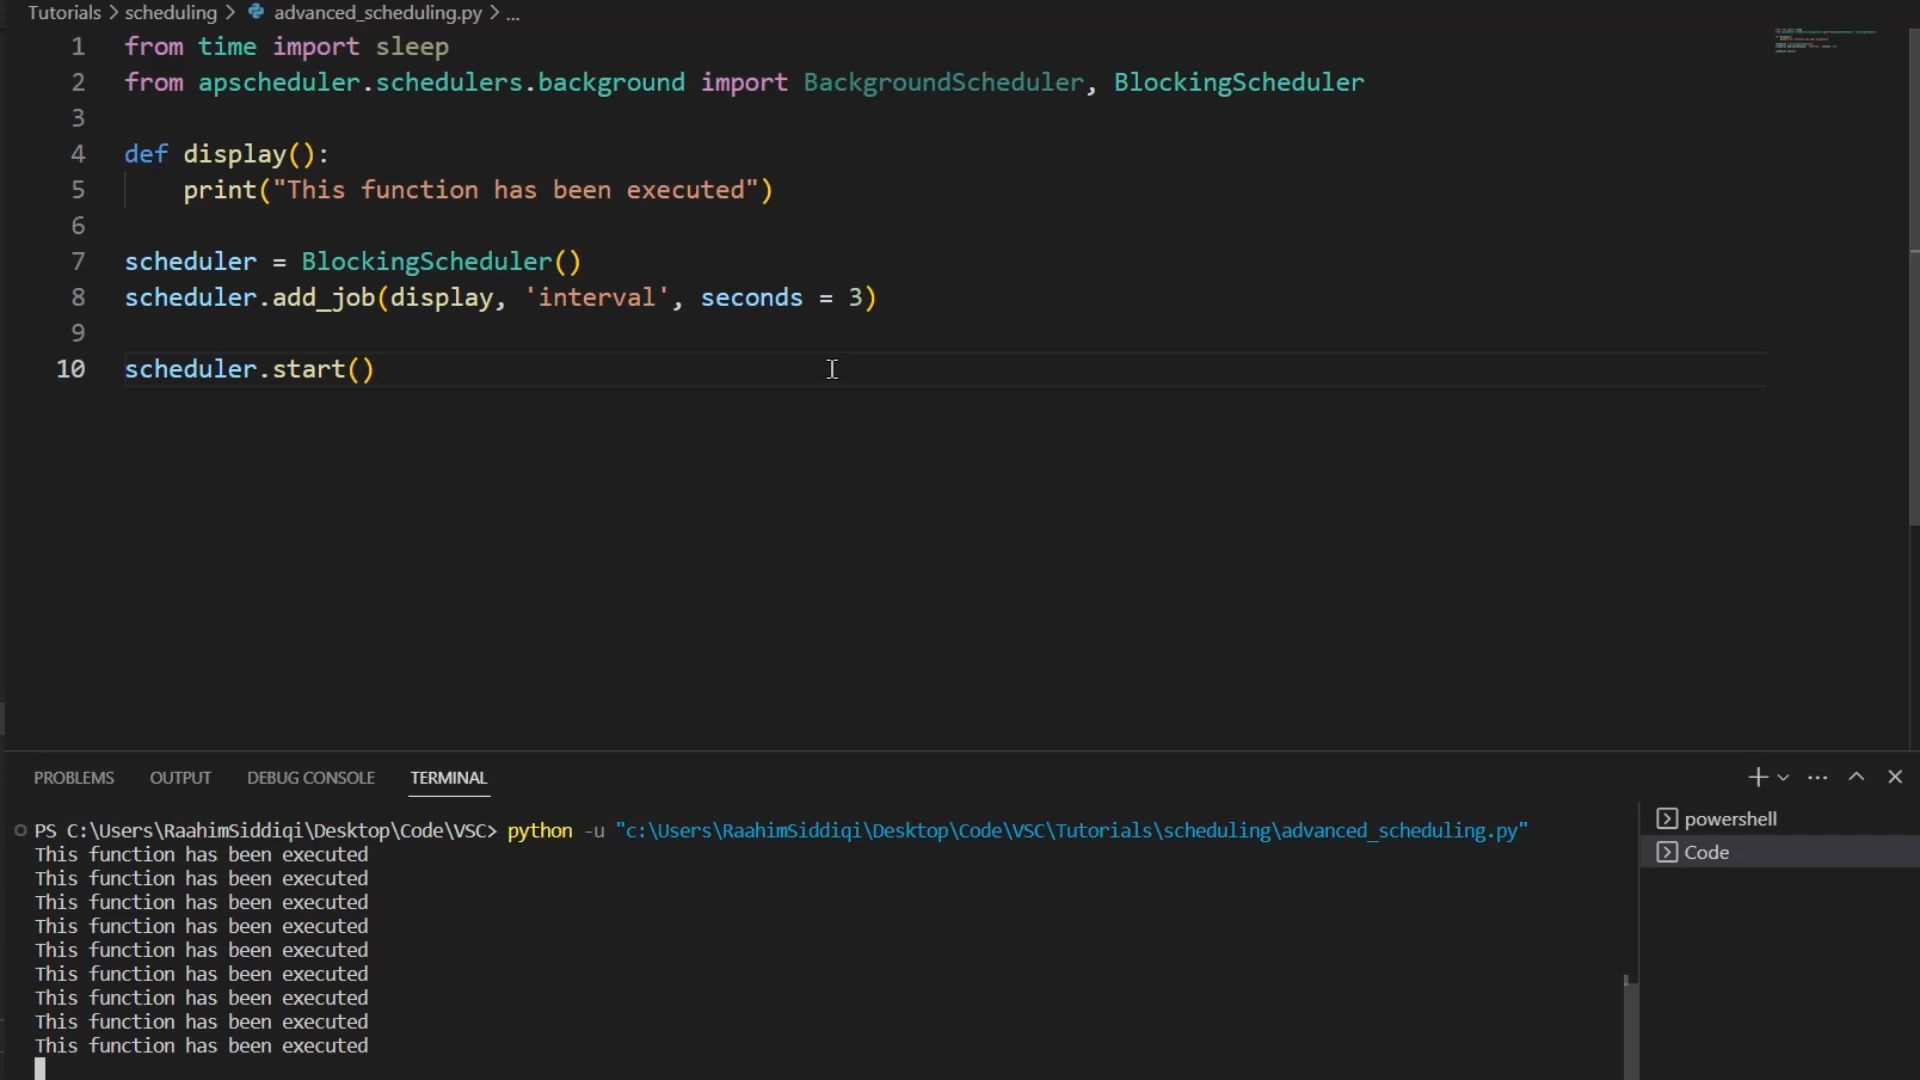 Tutorials > scheduling > advanced_scheduling.py > ...
1 from time import sleep
2 from apscheduler.schedulers.background import BackgroundScheduler, BlockingScheduler
3
4 def display():
5 print("This function has been executed")
6
7 scheduler = BlockingScheduler()
8 scheduler.add_job(display, 'interval', seconds = 3)
9
10 scheduler.start()
PROBLEMS OUTPUT DEBUG CONSOLE TERMINAL
PS C:\Users\RaahimSiddiqi\Desktop\Code\VSC> python -u "c:\Users\RaahimSiddiqi\Desktop\Code\VSC\Tutorials\scheduling\advanced_scheduling.py"
This function has been executed
This function has been executed
This function has been executed
This function has been executed
This function has been executed
This function has been executed
This function has been executed
This function has been executed
This function has been executed
powershell
Code